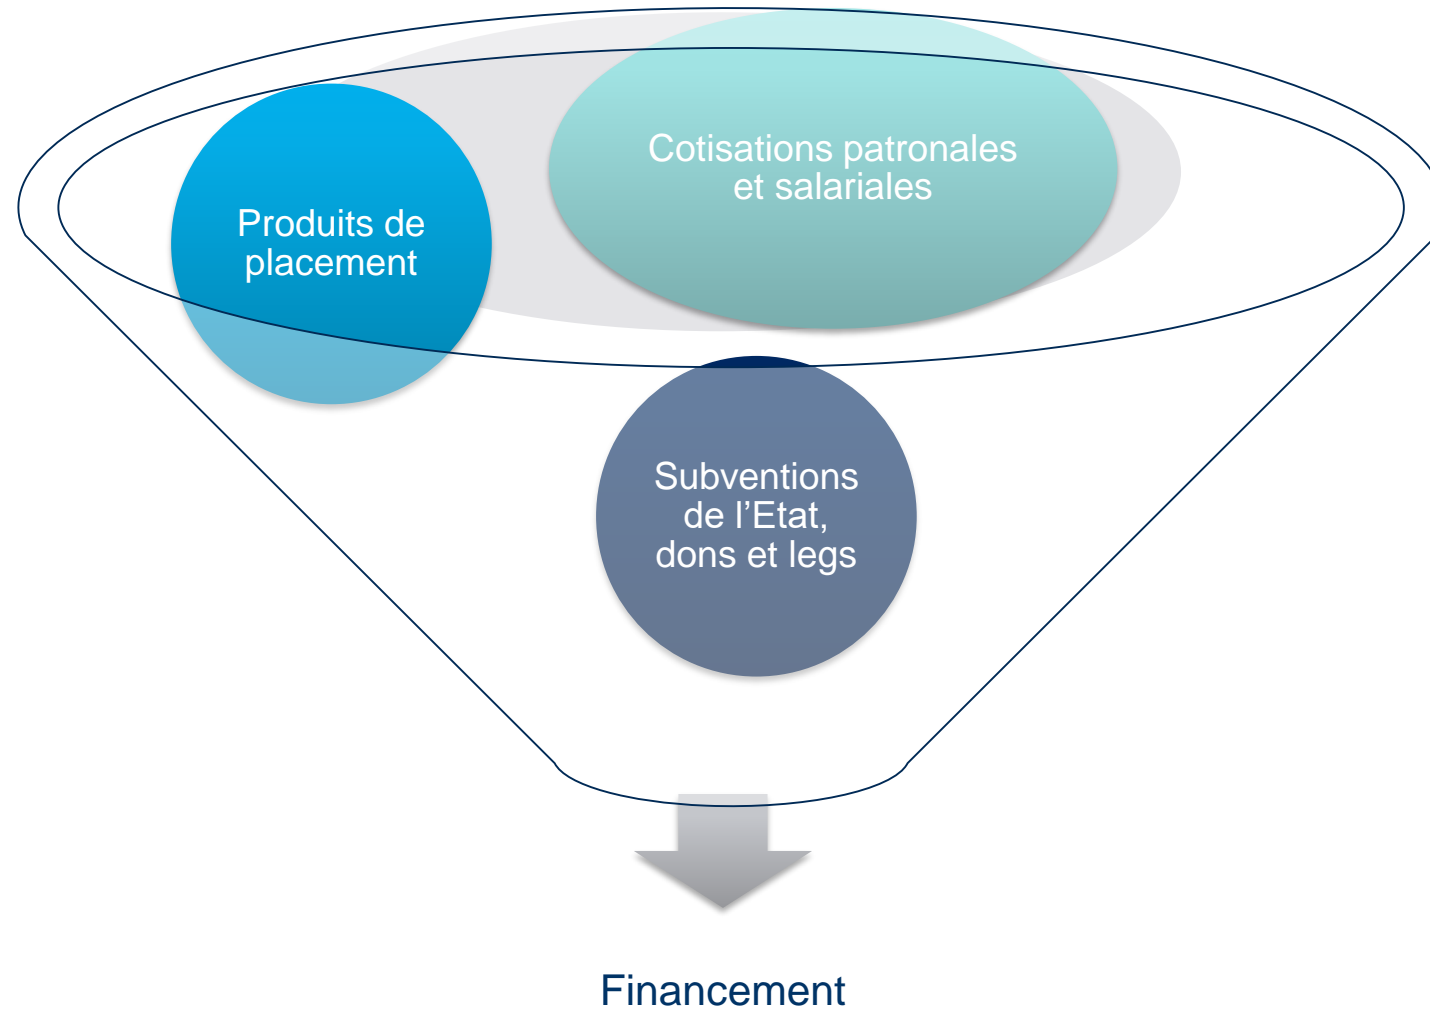 Cotisations patronales
et salariales
Produits de
placement
Subventions
de l’Etat,
dons et legs
Financement